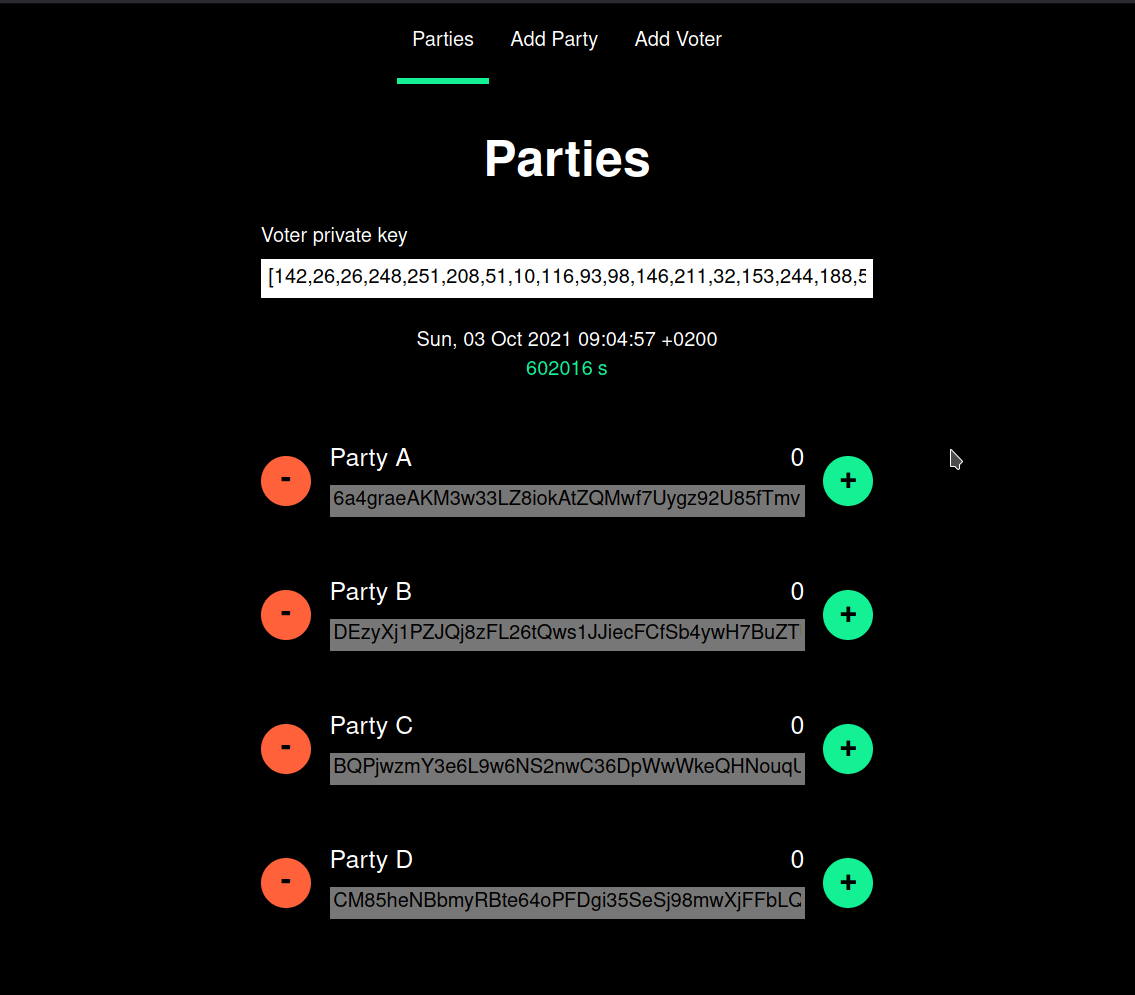 Parties Add Party Add Voter
Parties
Voter private key
[142,26,26,248,251,208,51,10,116,93,98,146,211,32,153,244,188,5
Sun, 03 Oct 2021 09:04:57 +0200
602016 s
Party A 0
- 6a4graeAKM3w33LZ8iokAtZQMwf7Uygz92U85fTmv +
Party B 0
- DEzyXj1PZJQj8zFL26tQws1JJiecFCfSb4ywH7BuZT +
Party C 0
- BQPjwzmY3e6L9w6NS2nwC36DpWwWkeQHNouqU +
Party D 0
- CM85heNBbmyRBte64oPFDgi35SeSj98mwXjFFbLQ +